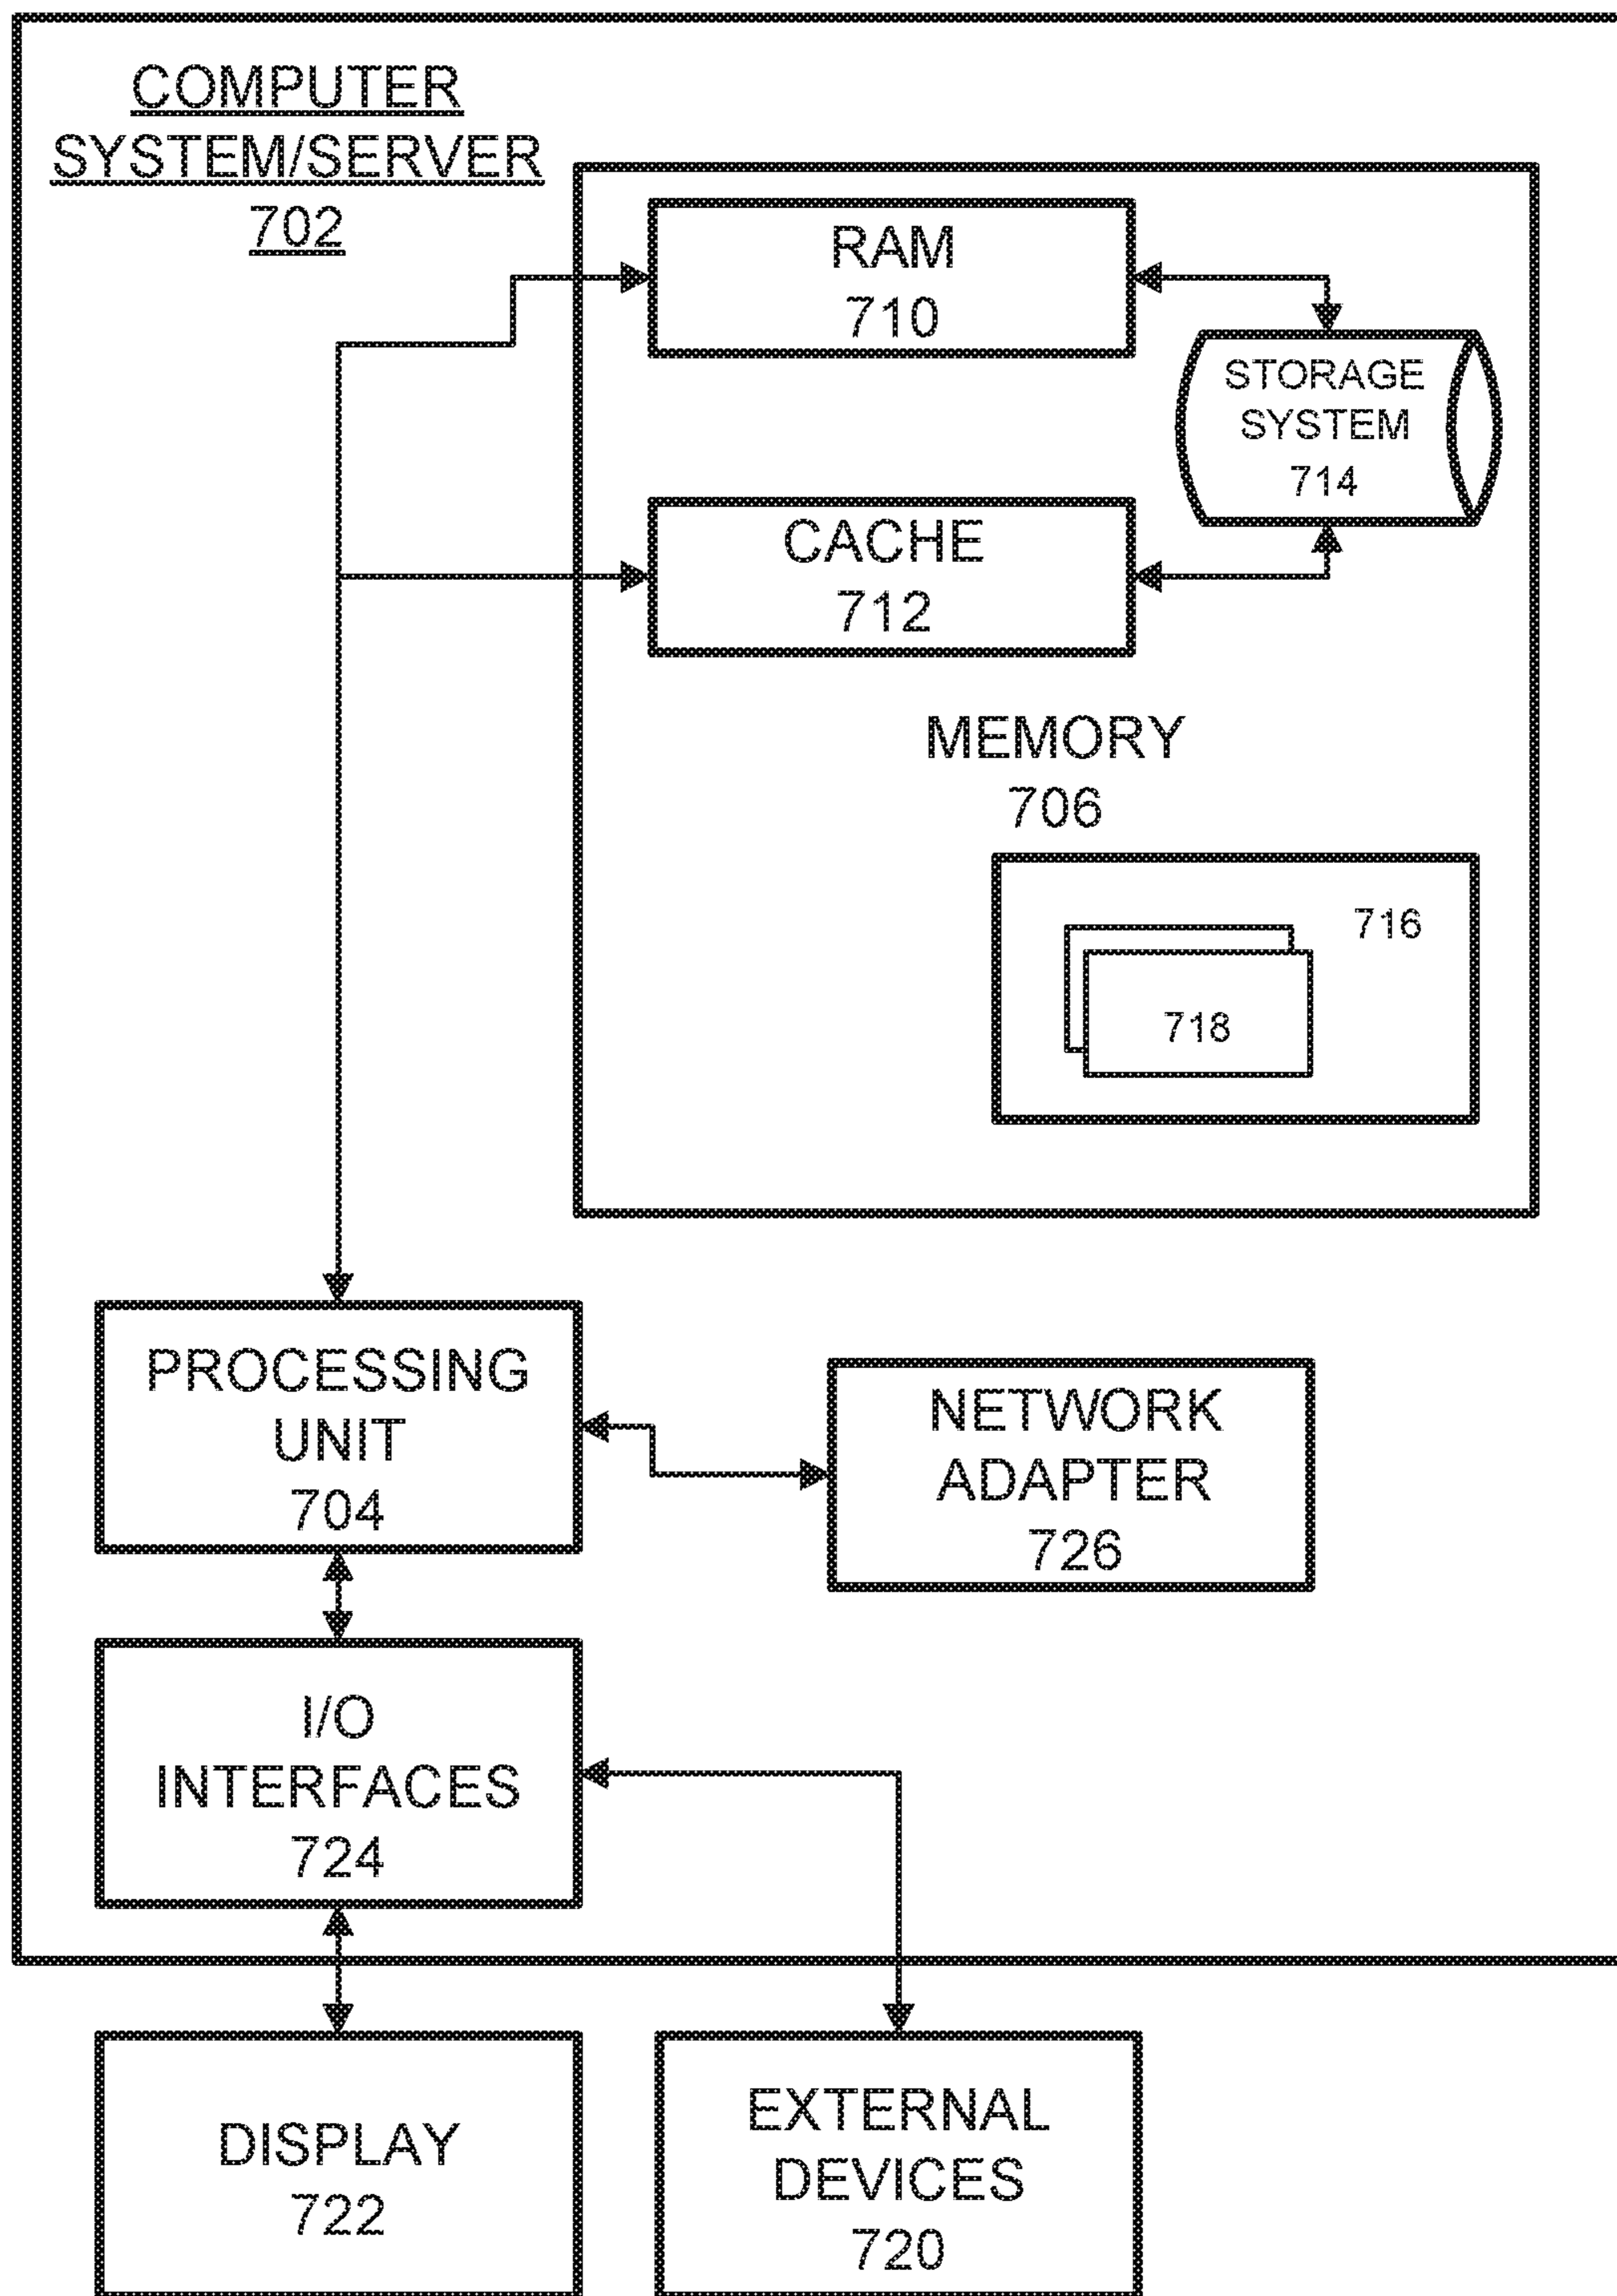 COMPUTER
SYSTEM/SERVER
702
RAM
710
STORAGE
SYSTEM
714
CACHE
712
MEMORY
706
716
718
PROCESSING
UNIT
704
NETWORK
ADAPTER
726
I/O
INTERFACES
724
DISPLAY
722
EXTERNAL
DEVICES
720